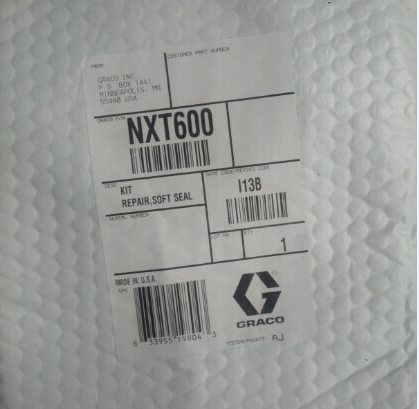 FROM
GRACO INC
P.O. BOX 1441
MINNEAPOLIS, MN
55440 USA
CUSTOMER PART NUMBER
GRACO P/N
NXT600
DESC
KIT
REPAIR,SOFT SEAL
DATE CODE/SERIES CODE
I13B
SERIAL NUMBER
LOT NO
QTY
1
MADE IN U.S.A.
UPC
6 33955 19804 3
GRACO
TESTER/PACKER: AJ